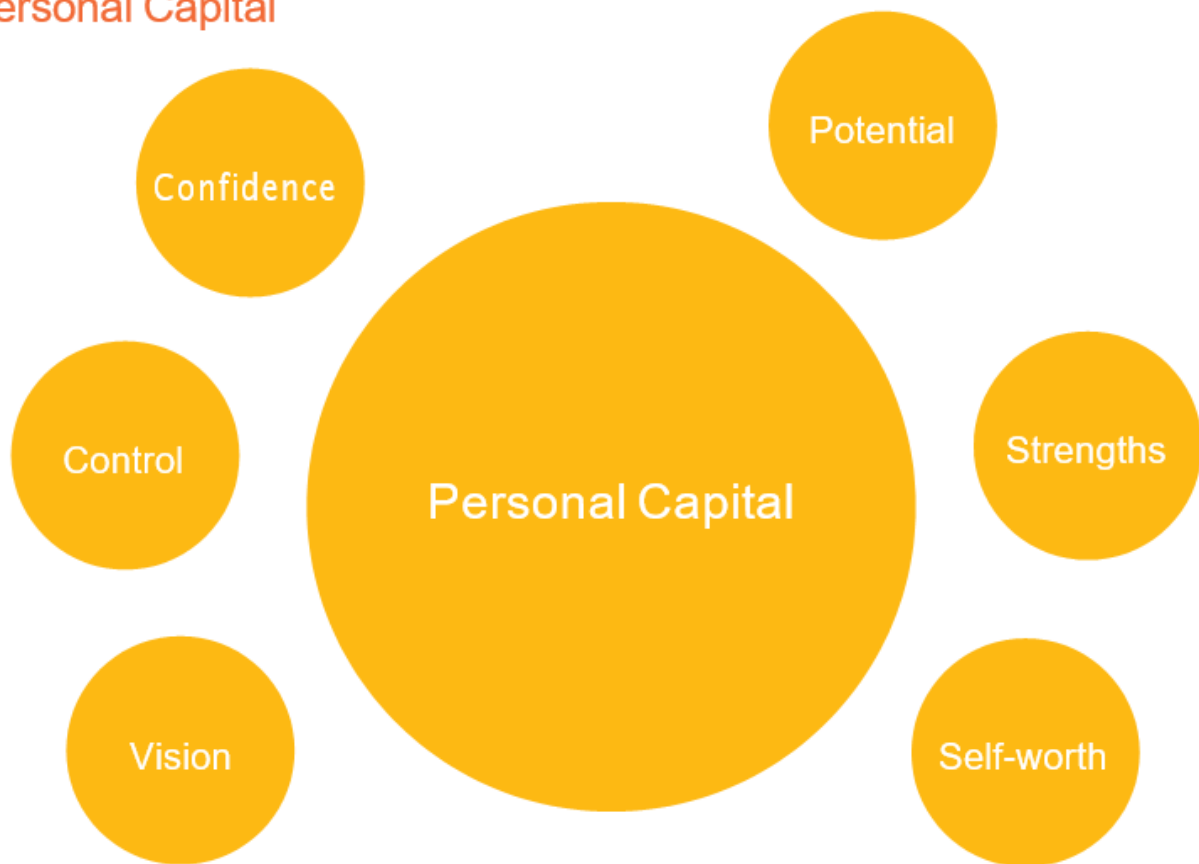 ersonal Capital
Potential
Confidence
Control
Strengths
Personal Capital
Vision
Self-worth